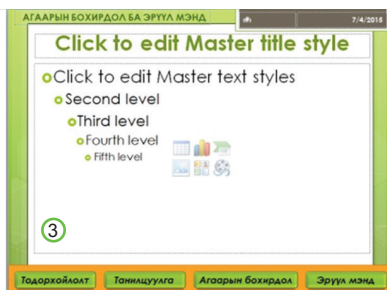 АГААРЫН БОХИРДОЛ БА ЭРҮҮЛ МЭНД
7/4/2015
Click to edit Master title style
Click to edit Master text styles
Second level
Third level
Fourth level
Fifth level
3
Тодорхойлолт Танилцуулга Агаарын бохирдол Эрүүл мэнд